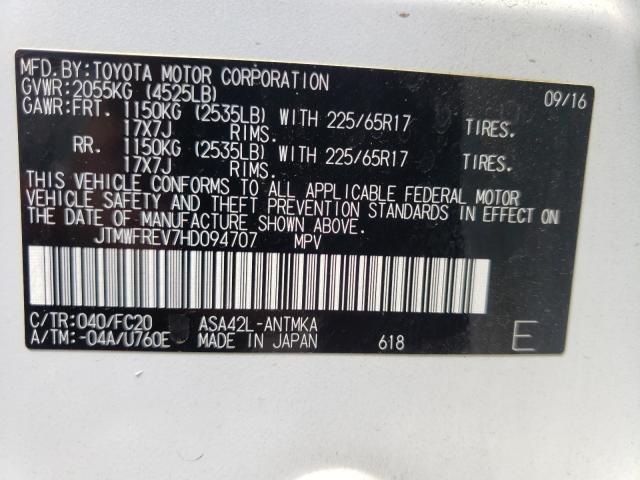 MFD. BY: TOYOTA MOTOR CORPORATION 09/16
GVWR: 2055KG (4525LB)
GAWR: FRT. 1150KG (2535LB) WITH 225/65R17 TIRES.
17X7J RIMS.
RR. 1150KG (2535LB) WITH 225/65R17 TIRES.
17X7J RIMS.
THIS VEHICLE CONFORMS TO ALL APPLICABLE FEDERAL MOTOR
VEHICLE SAFETY AND THEFT PREVENTION STANDARDS IN EFFECT ON
THE DATE OF MANUFACTURE SHOWN ABOVE.
JTMWFREV7HD094707 MPV
C/TR: 040/FC20 ASA42L-ANTMKA
A/TM: -04A/U760E MADE IN JAPAN 618 E